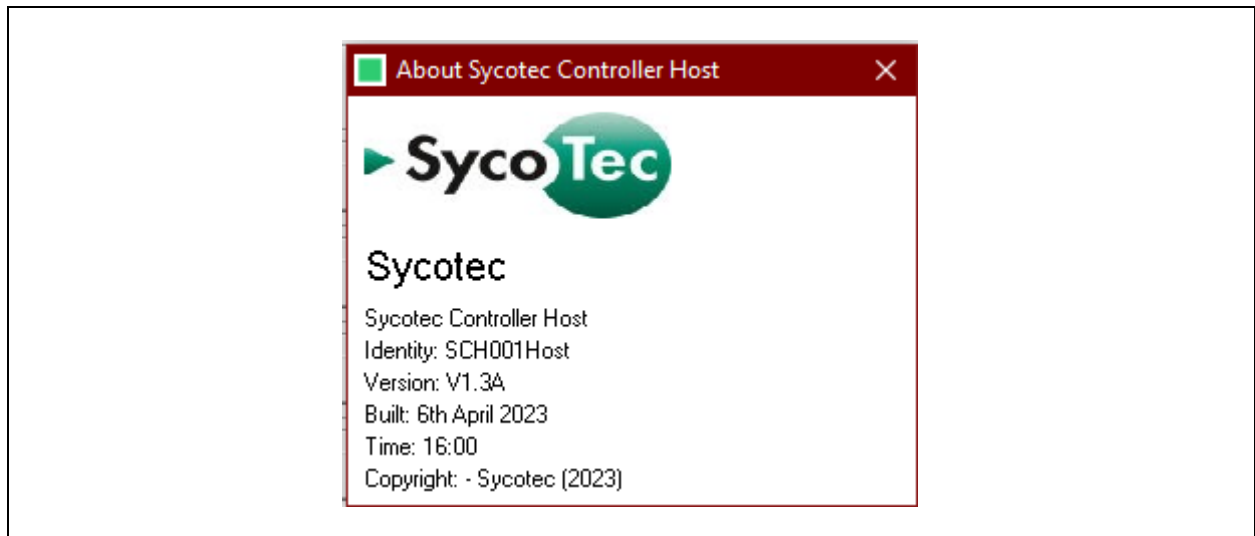 About Sycotec Controller Host
SycoTec
Sycotec
Sycotec Controller Host
Identity: SCH001Host
Version: V1.3A
Built: 6th April 2023
Time: 16:00
Copyright: - Sycotec (2023)